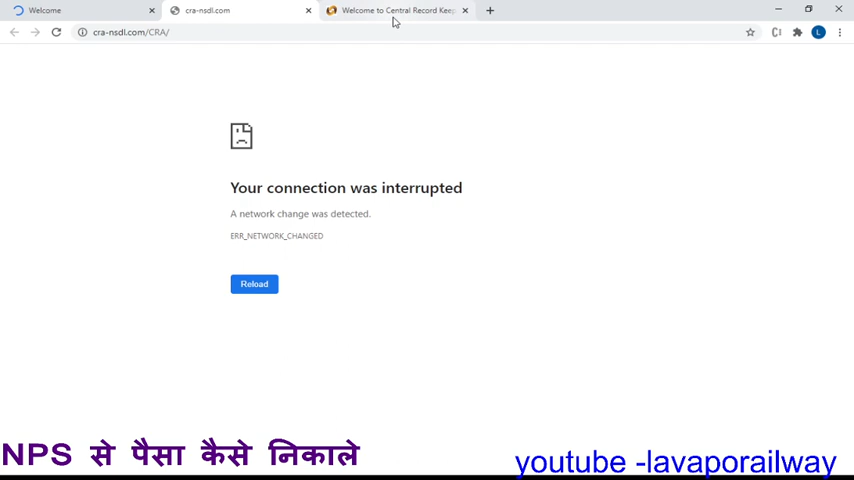 Welcome
cra-nsdl.com
Welcome to Central Record Keep
cra-nsdl.com/CRA/
L
Your connection was interrupted
A network change was detected.
ERR_NETWORK_CHANGED
Reload
NPS से पैसा कैसे निकाले
youtube -lavaporailway